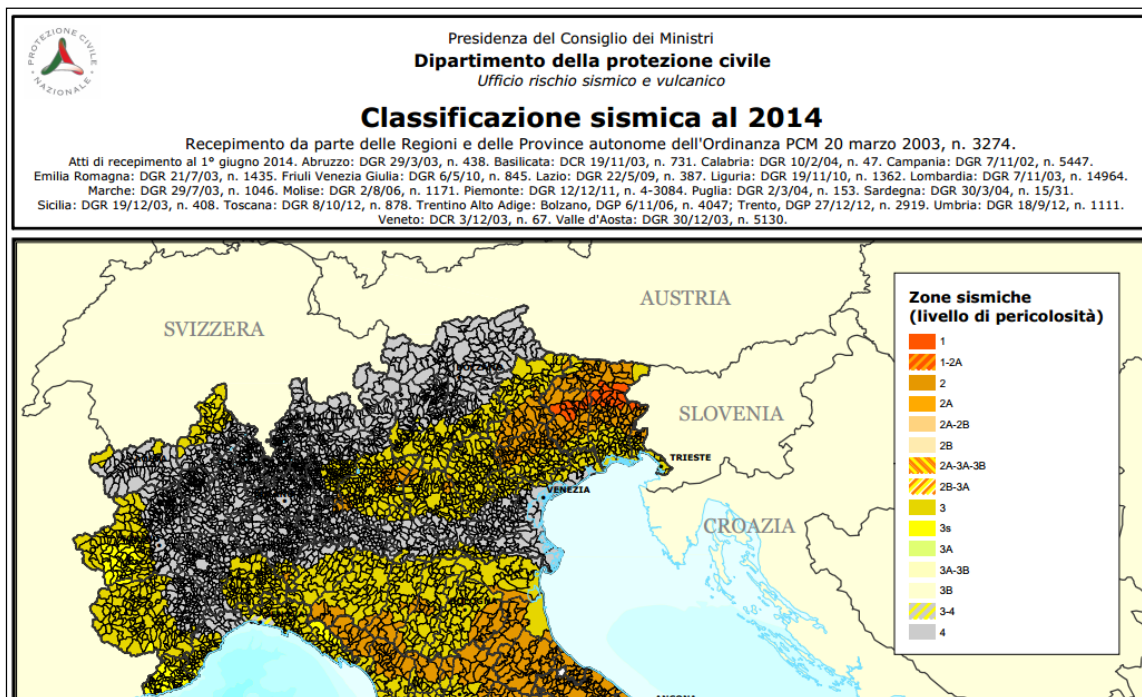 PROTEZIONE CIVILE
NAZIONALE
Presidenza del Consiglio dei Ministri
Dipartimento della protezione civile
Ufficio rischio sismico e vulcanico
Classificazione sismica al 2014
Recepimento da parte delle Regioni e delle Province autonome dell'Ordinanza PCM 20 marzo 2003, n. 3274.
Atti di recepimento al 1° giugno 2014. Abruzzo: DGR 29/3/03, n. 438. Basilicata: DCR 19/11/03, n. 731. Calabria: DGR 10/2/04, n. 47. Campania: DGR 7/11/02, n. 5447.
Emilia Romagna: DGR 21/7/03, n. 1435. Friuli Venezia Giulia: DGR 6/5/10, n. 845. Lazio: DGR 22/5/09, n. 387. Liguria: DGR 19/11/10, n. 1362. Lombardia: DGR 7/11/03, n. 14964.
Marche: DGR 29/7/03, n. 1046. Molise: DGR 2/8/06, n. 1171. Piemonte: DGR 12/12/11, n. 4-3084. Puglia: DGR 2/3/04, n. 153. Sardegna: DGR 30/3/04, n. 15/31.
Sicilia: DGR 19/12/03, n. 408. Toscana: DGR 8/10/12, n. 878. Trentino Alto Adige: Bolzano, DGP 6/11/06, n. 4047; Trento, DGP 27/12/12, n. 2919. Umbria: DGR 18/9/12, n. 1111.
Veneto: DCR 3/12/03, n. 67. Valle d'Aosta: DGR 30/12/03, n. 5130.
AUSTRIA
SVIZZERA
SLOVENIA
TRIESTE
VENEZIA
CROAZIA
Zone sismiche
(livello di pericolosità)
1
1-2A
2
2A
2A-2B
2B
2A-3A-3B
2B-3A
3
3s
3A
3A-3B
3B
3-4
4